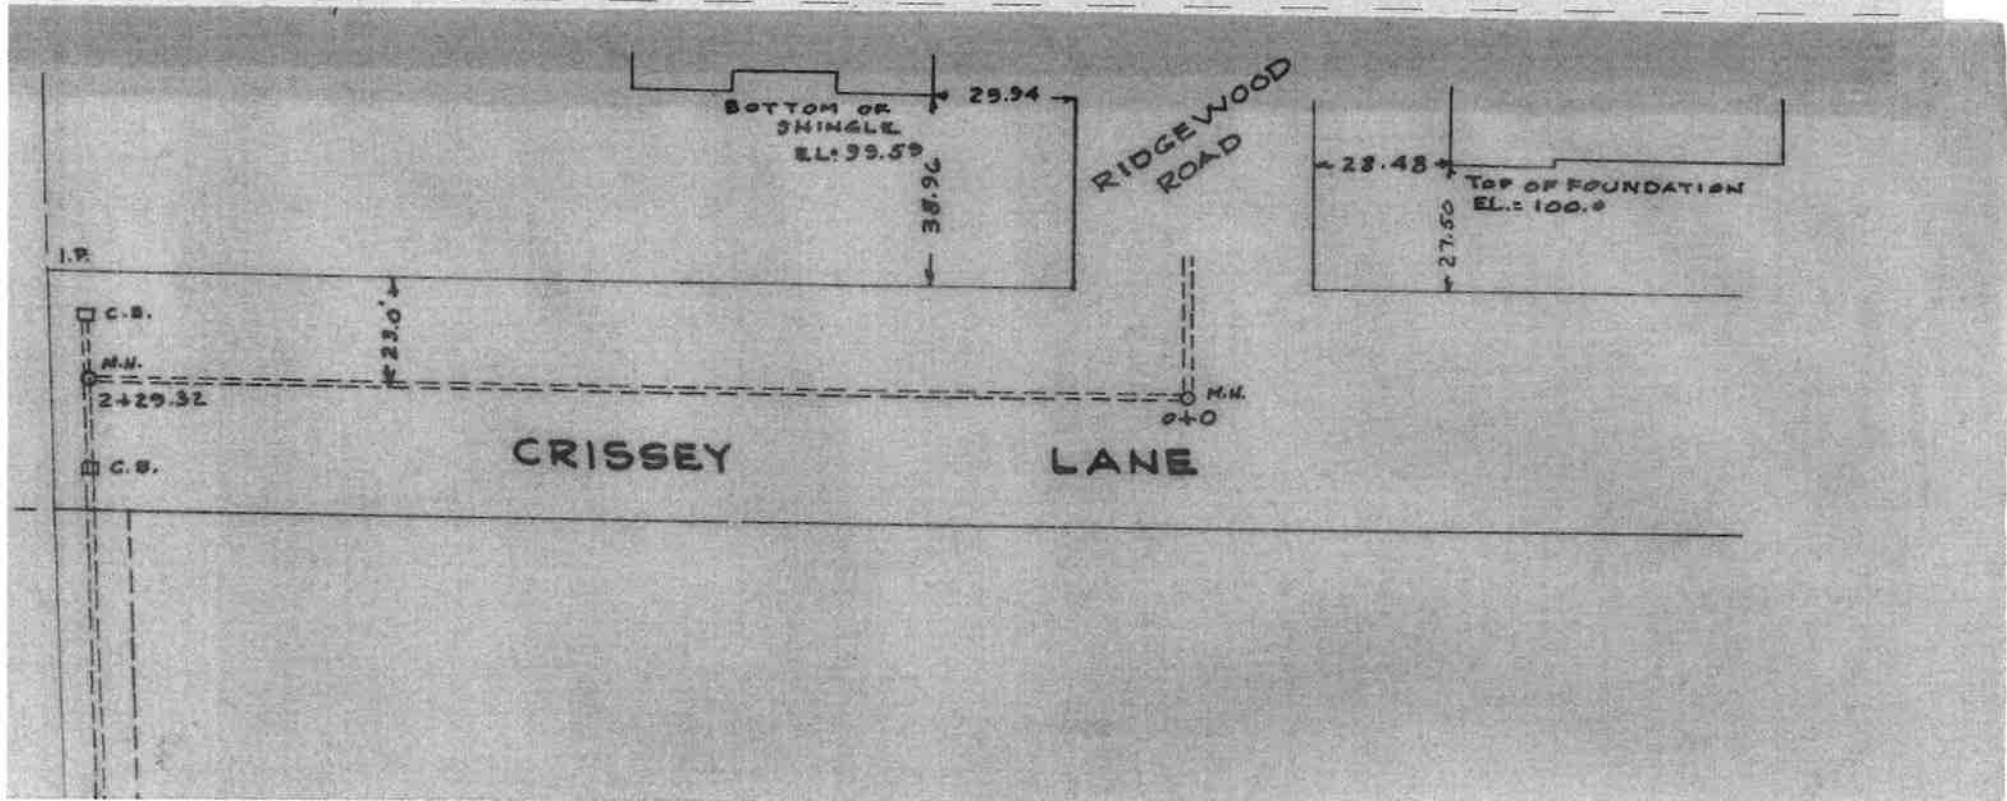 BOTTOM OF
SHINGLE
EL: 99.59
29.94
38.96
RIDGEWOOD
ROAD
28.48
TOP OF FOUNDATION
EL.= 100.0
27.50
I.P.
C.B.
23.0'
M.H.
2+29.32
M.H.
0+0
C.B.
CRISSEY LANE